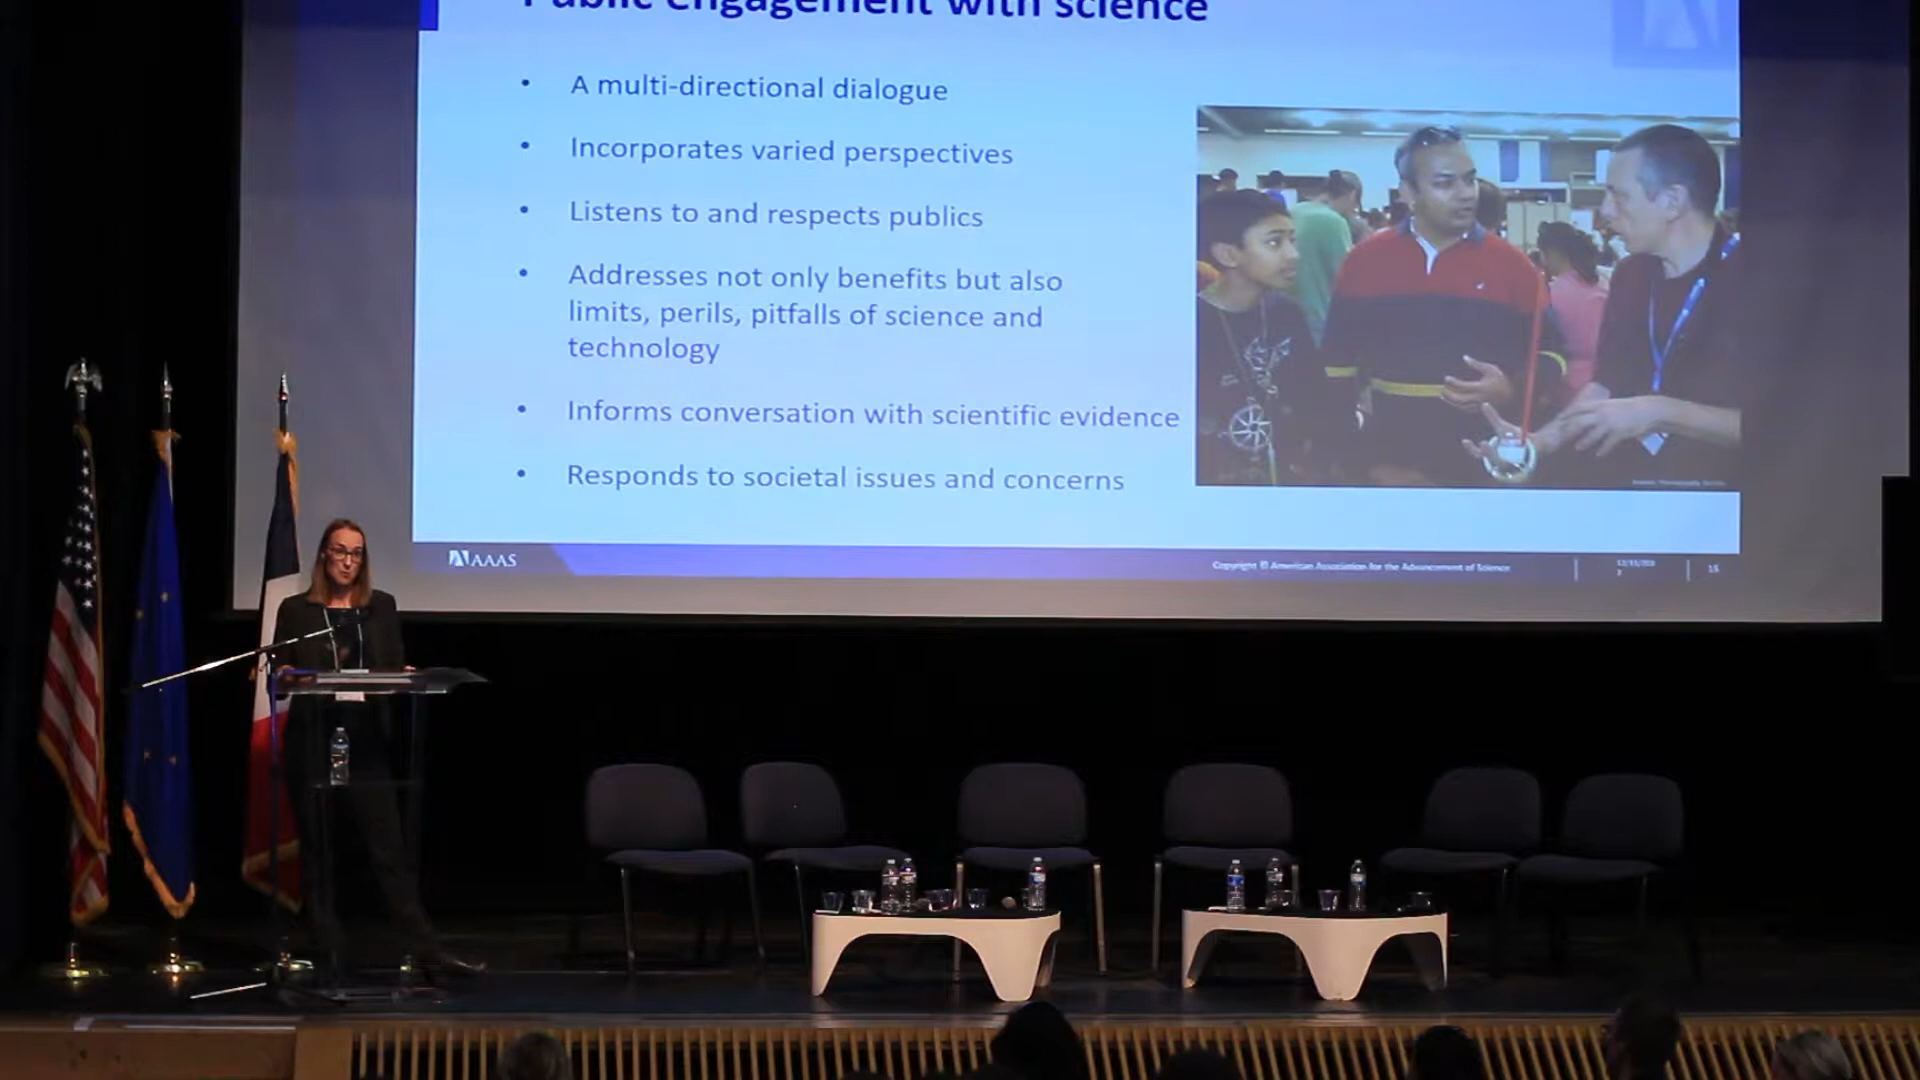 Public engagement with science
• A multi-directional dialogue
• Incorporates varied perspectives
• Listens to and respects publics
• Addresses not only benefits but also
limits, perils, pitfalls of science and
technology
• Informs conversation with scientific evidence
• Responds to societal issues and concerns
AAAS
Copyright © American Association for the Advancement of Science
15